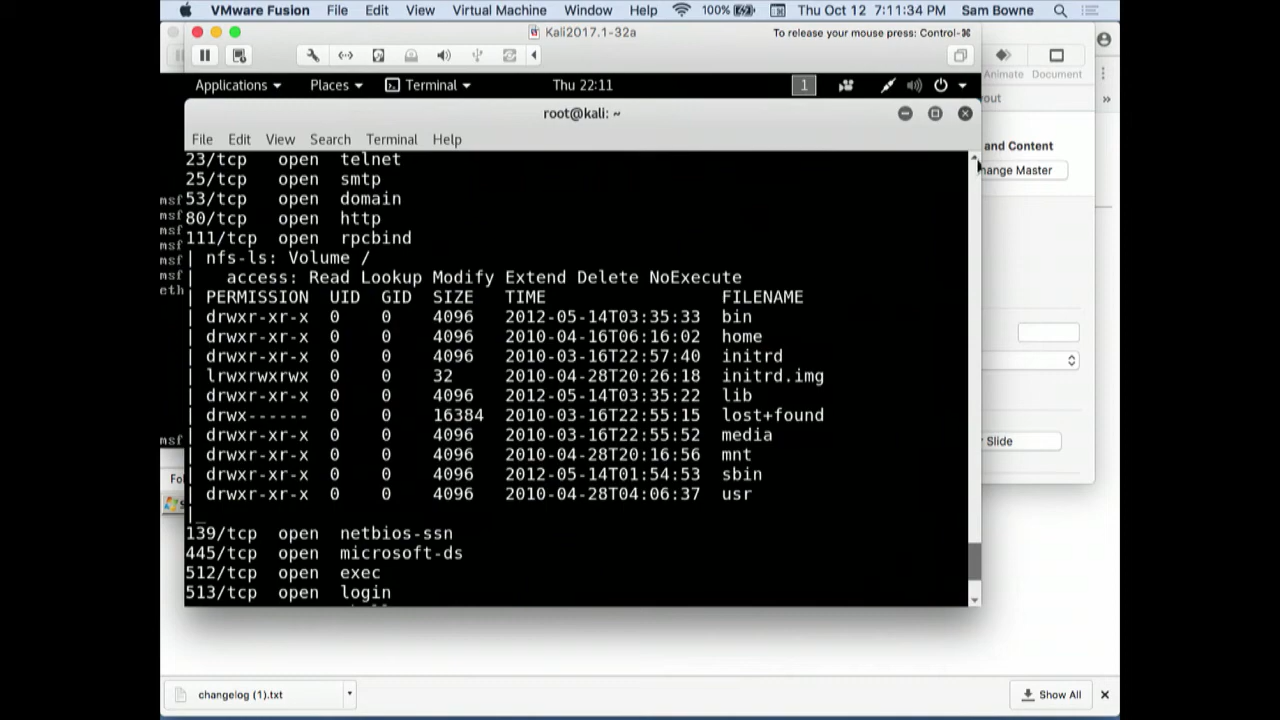 VMware Fusion File Edit View Virtual Machine Window Help 100% Thu Oct 12 7:11:34 PM Sam Bowne
Kali2017.1-32a To release your mouse press: Control-⌘
Animate Document
Applications Places Terminal Thu 22:11 1
out
root@kali: ~
File Edit View Search Terminal Help
and Content
hange Master
23/tcp open telnet
25/tcp open smtp
53/tcp open domain
msf
80/tcp open http
msf
111/tcp open rpcbind
msf
| nfs-ls: Volume /
msf
| access: Read Lookup Modify Extend Delete NoExecute
msf
| PERMISSION UID GID SIZE TIME FILENAME
eth
| drwxr-xr-x 0 0 4096 2012-05-14T03:35:33 bin
| drwxr-xr-x 0 0 4096 2010-04-16T06:16:02 home
| drwxr-xr-x 0 0 4096 2010-03-16T22:57:40 initrd
| lrwxrwxrwx 0 0 32 2010-04-28T20:26:18 initrd.img
| drwxr-xr-x 0 0 4096 2012-05-14T03:35:22 lib
| drwx------ 0 0 16384 2010-03-16T22:55:15 lost+found
| drwxr-xr-x 0 0 4096 2010-03-16T22:55:52 media
msf
r Slide
| drwxr-xr-x 0 0 4096 2010-04-28T20:16:56 mnt
| drwxr-xr-x 0 0 4096 2012-05-14T01:54:53 sbin
Fo
| drwxr-xr-x 0 0 4096 2010-04-28T04:06:37 usr
|_
139/tcp open netbios-ssn
445/tcp open microsoft-ds
512/tcp open exec
513/tcp open login
changelog (1).txt
Show All